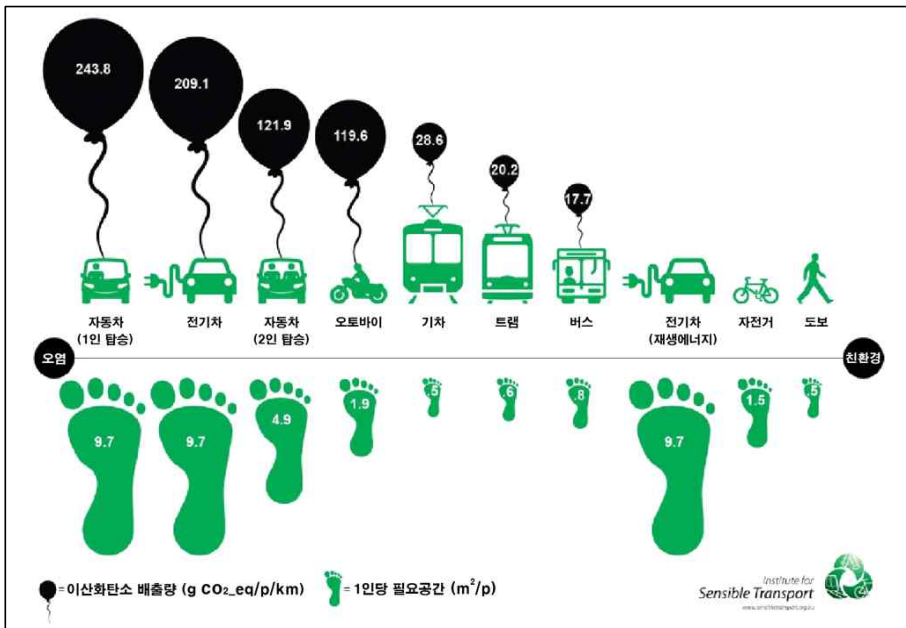 243.8
209.1
121.9
119.6
28.6
20.2
17.7
자동차
(1인 탑승)
전기차
자동차
(2인 탑승)
오토바이
기차
트램
버스
전기차
(재생에너지)
자전거
도보
오염
친환경
9.7
9.7
4.9
1.9
.5
.6
.8
9.7
1.5
.5
=이산화탄소 배출량 (g CO₂_eq/p/km)
= 1인당 필요공간 (m²/p)
Institute for
Sensible Transport
www.sensibletransport.org.au